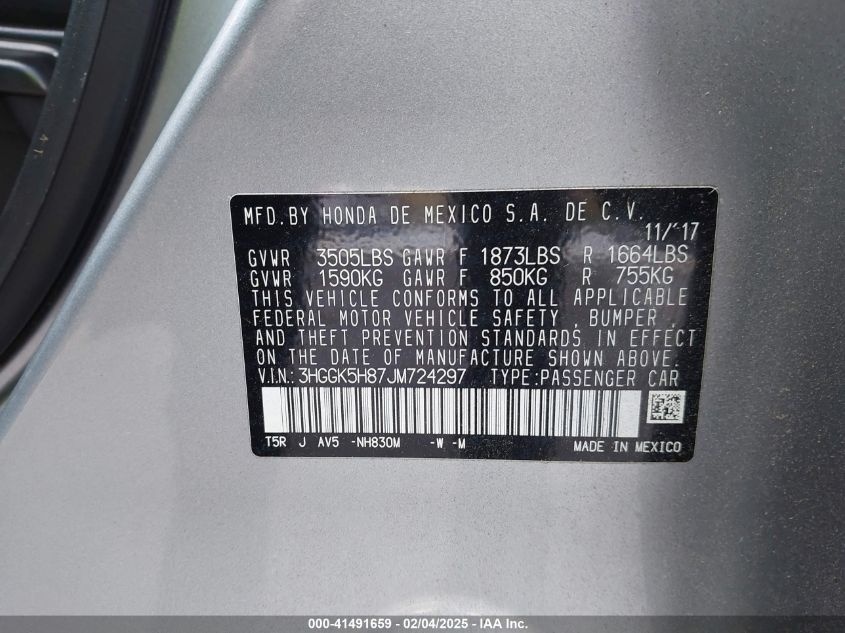 MFD.BY HONDA DE MEXICO S.A. DE C.V.
11/'17
GVWR 3505LBS GAWR F 1873LBS R 1664LBS
GVWR 1590KG GAWR F 850KG R 755KG
THIS VEHICLE CONFORMS TO ALL APPLICABLE
FEDERAL MOTOR VEHICLE SAFETY , BUMPER ,
AND THEFT PREVENTION STANDARDS IN EFFECT
ON THE DATE OF MANUFACTURE SHOWN ABOVE.
V.I.N.: 3HGGK5H87JM724297 TYPE:PASSENGER CAR
T5R J AV5 -NH830M -W -M
MADE IN MEXICO
000-41491659 - 02/04/2025 - IAAI Inc.